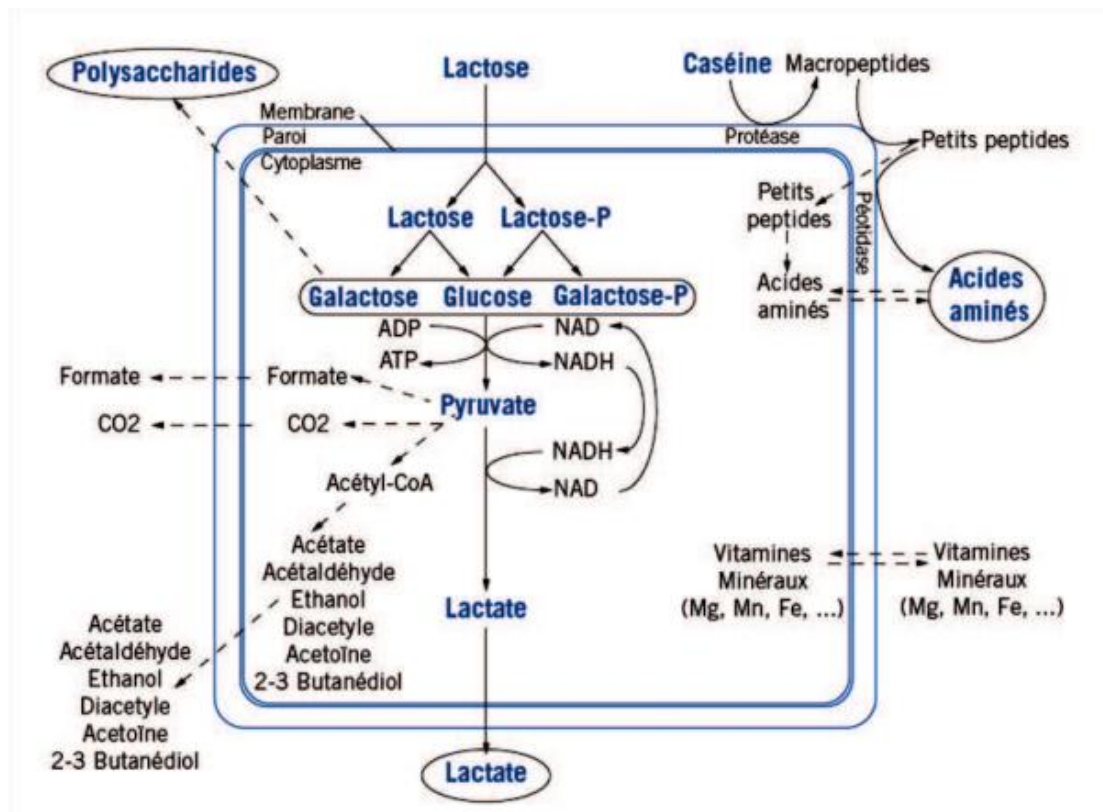 Polysaccharides
Lactose
Caséine Macropeptides
Membrane
Paroi
Cytoplasme
Protéase
Petits peptides
Petits
peptides
Péotidase
Lactose Lactose-P
Acides
aminés
Acides
aminés
Galactose Glucose Galactose-P
ADP NAD
ATP NADH
Formate Formate
Pyruvate
CO2 CO2
NADH
NAD
Acétyl-CoA
Acétate
Acétaldéhyde
Ethanol
Diacetyle
Acetoïne
2-3 Butanédiol
Lactate
Vitamines
Minéraux
(Mg, Mn, Fe, ...)
Vitamines
Minéraux
(Mg, Mn, Fe, ...)
Acétate
Acétaldéhyde
Ethanol
Diacetyle
Acetoïne
2-3 Butanédiol
Lactate